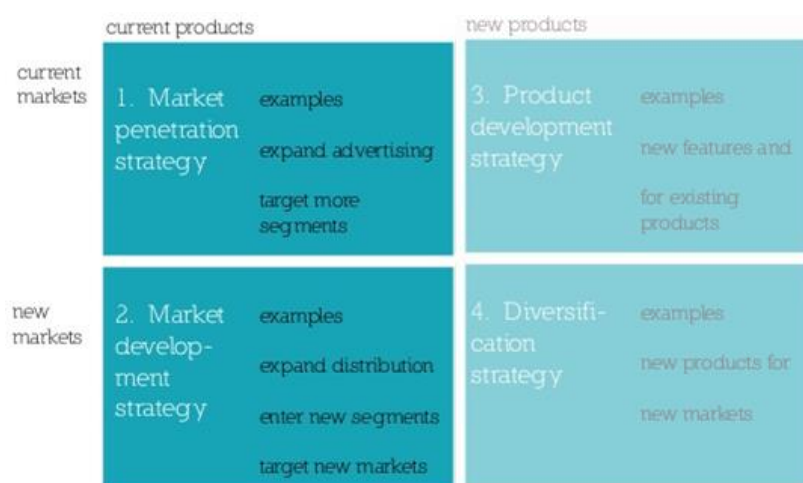 current products
new products
current
markets
1. Market
penetration
strategy
examples
expand advertising
target more
segments
3. Product
development
strategy
examples
new features and
for existing
products
new
markets
2. Market
develop-
ment
strategy
examples
expand distribution
enter new segments
target new markets
4. Diversifi-
cation
strategy
examples
new products for
new markets